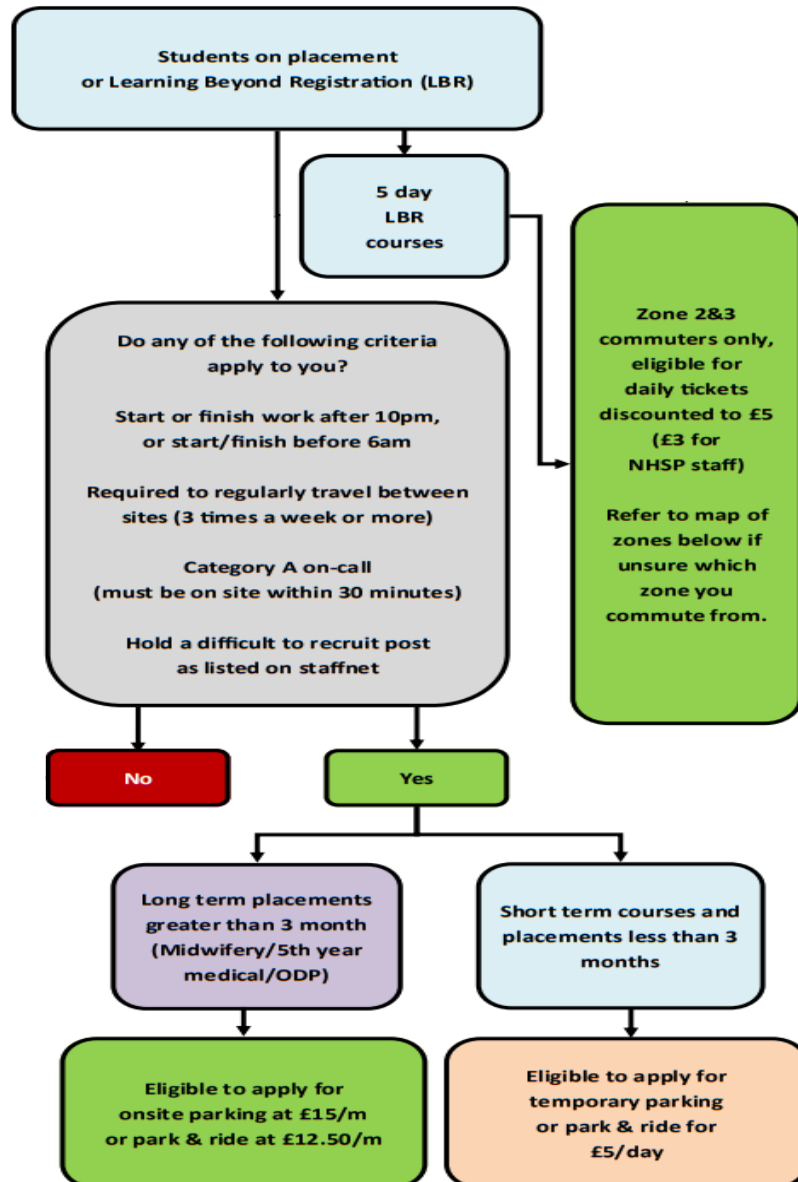 Students on placement
or Learning Beyond Registration (LBR)
5 day
LBR
courses
Zone 2&3
commuters only,
eligible for
daily tickets
discounted to £5
(£3 for
NHSP staff)
Refer to map of
zones below if
unsure which
zone you
commute from.
Do any of the following criteria
apply to you?
Start or finish work after 10pm,
or start/finish before 6am
Required to regularly travel between
sites (3 times a week or more)
Category A on-call
(must be on site within 30 minutes)
Hold a difficult to recruit post
as listed on staffnet
No
Yes
Long term placements
greater than 3 month
(Midwifery/5th year
medical/ODP)
Short term courses and
placements less than 3
months
Eligible to apply for
onsite parking at £15/m
or park & ride at £12.50/m
Eligible to apply for
temporary parking
or park & ride for
£5/day